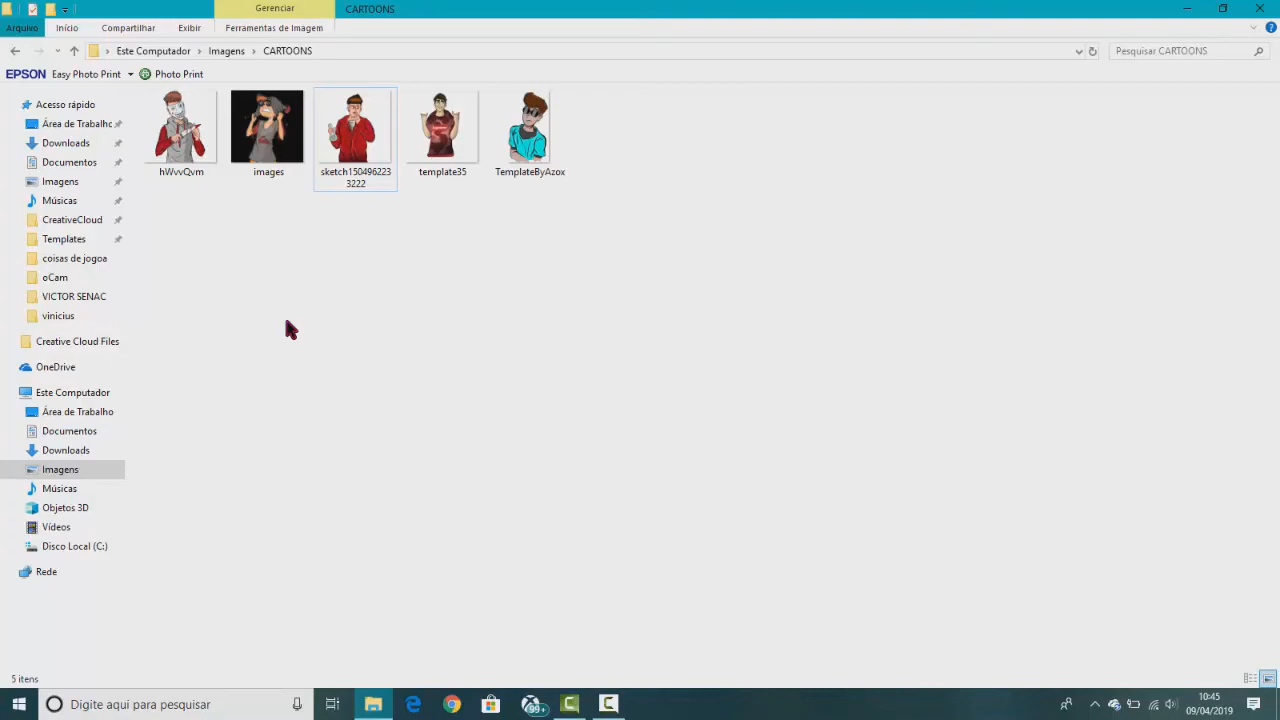 Gerenciar
CARTOONS
Arquivo
Início
Compartilhar
Exibir
Ferramentas de Imagem
Este Computador
Imagens
CARTOONS
Pesquisar CARTOONS
EPSON Easy Photo Print
Photo Print
Acesso rápido
Área de Trabalho
Downloads
Documentos
Imagens
Músicas
CreativeCloud
Templates
coisas de jogoa
oCam
VICTOR SENAC
vinicius
Creative Cloud Files
OneDrive
Este Computador
Área de Trabalho
Documentos
Downloads
Imagens
Músicas
Objetos 3D
Vídeos
Disco Local (C:)
Rede
hWvvQvm
images
sketch150496223
3222
template35
TemplateByAzox
5 itens
Digite aqui para pesquisar
99+
10:45
09/04/2019